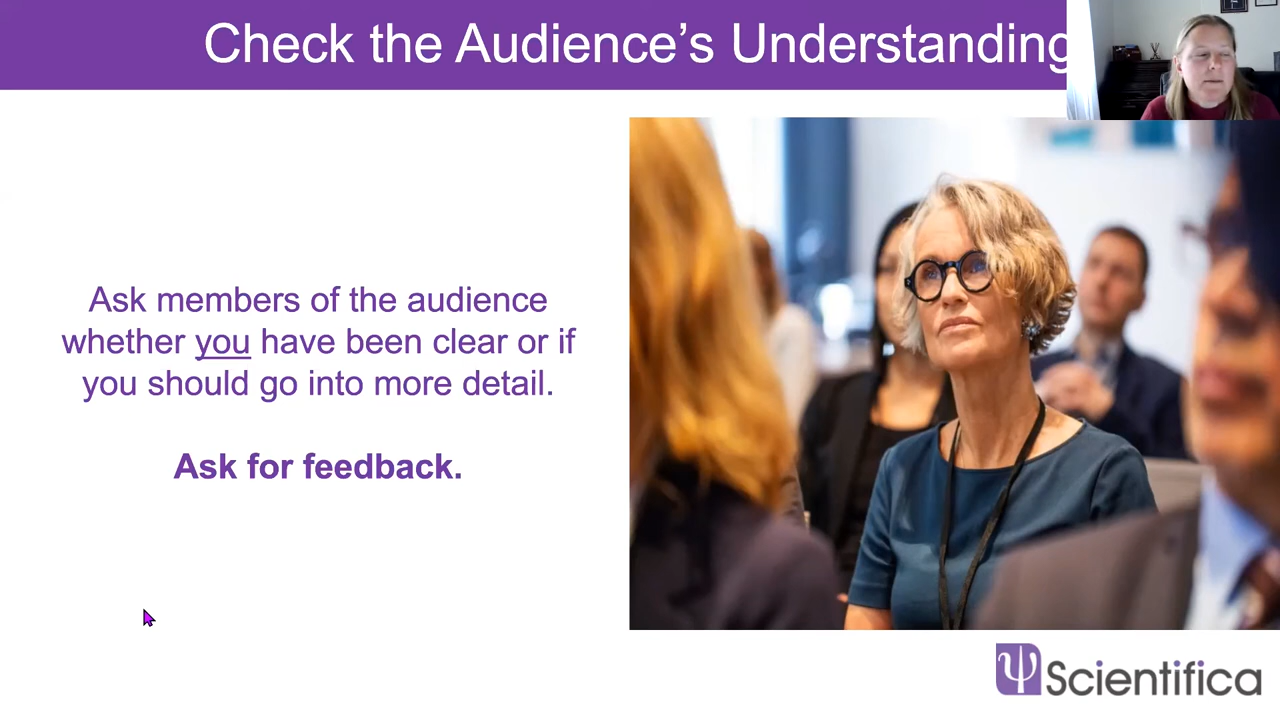 Check the Audience’s Understanding
Ask members of the audience
whether you have been clear or if
you should go into more detail.
Ask for feedback.
Scientifica